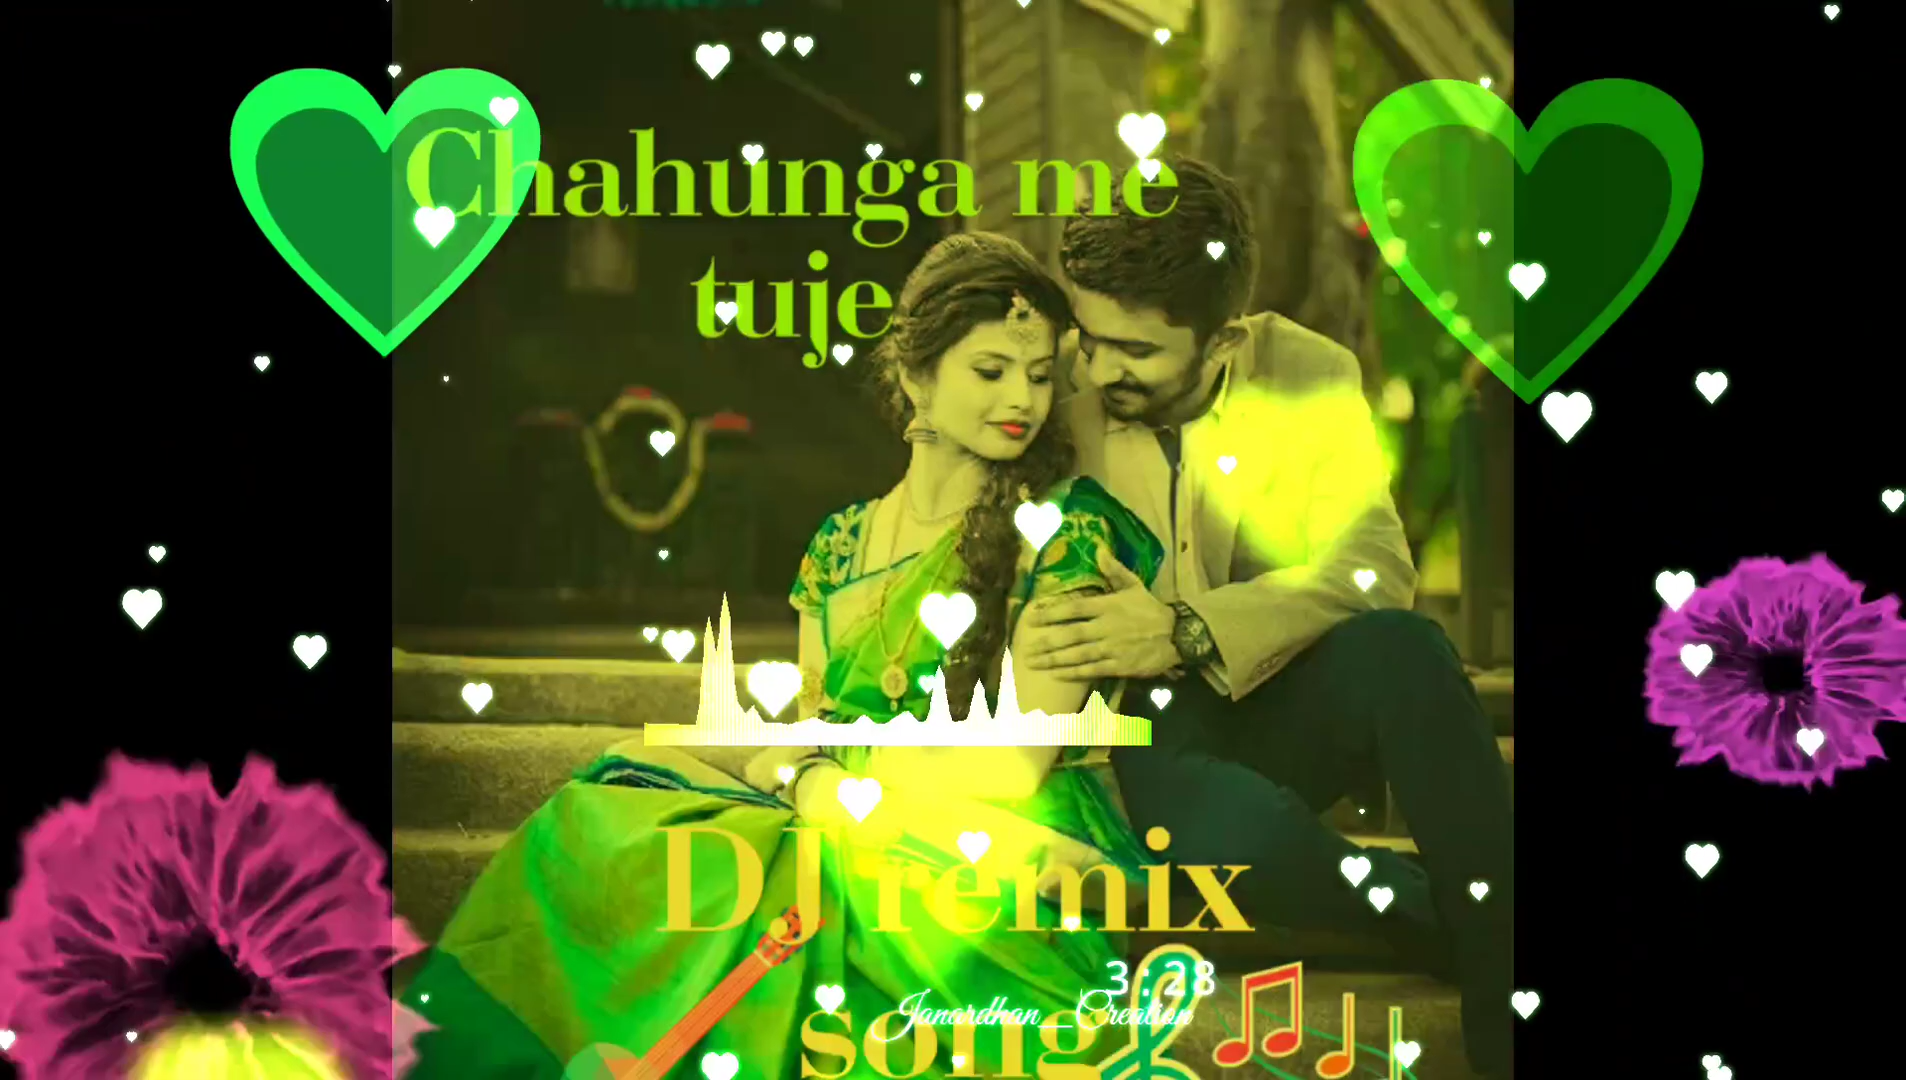 Chahunga me
tuje
DJ remix
3:28
Janardhan_Creation
song